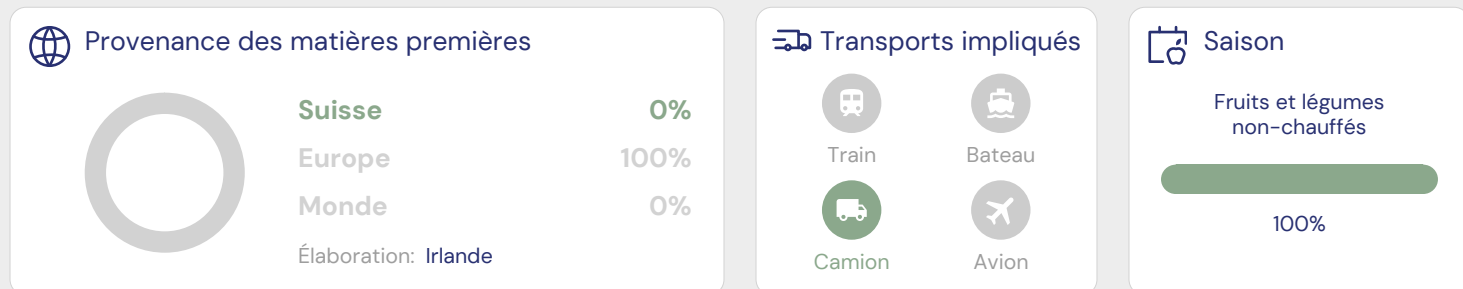 Provenance des matières premières
Suisse 0%
Europe 100%
Monde 0%
Élaboration: Irlande
Transports impliqués
Train
Bateau
Camion
Avion
Saison
Fruits et légumes
non-chauffés
100%